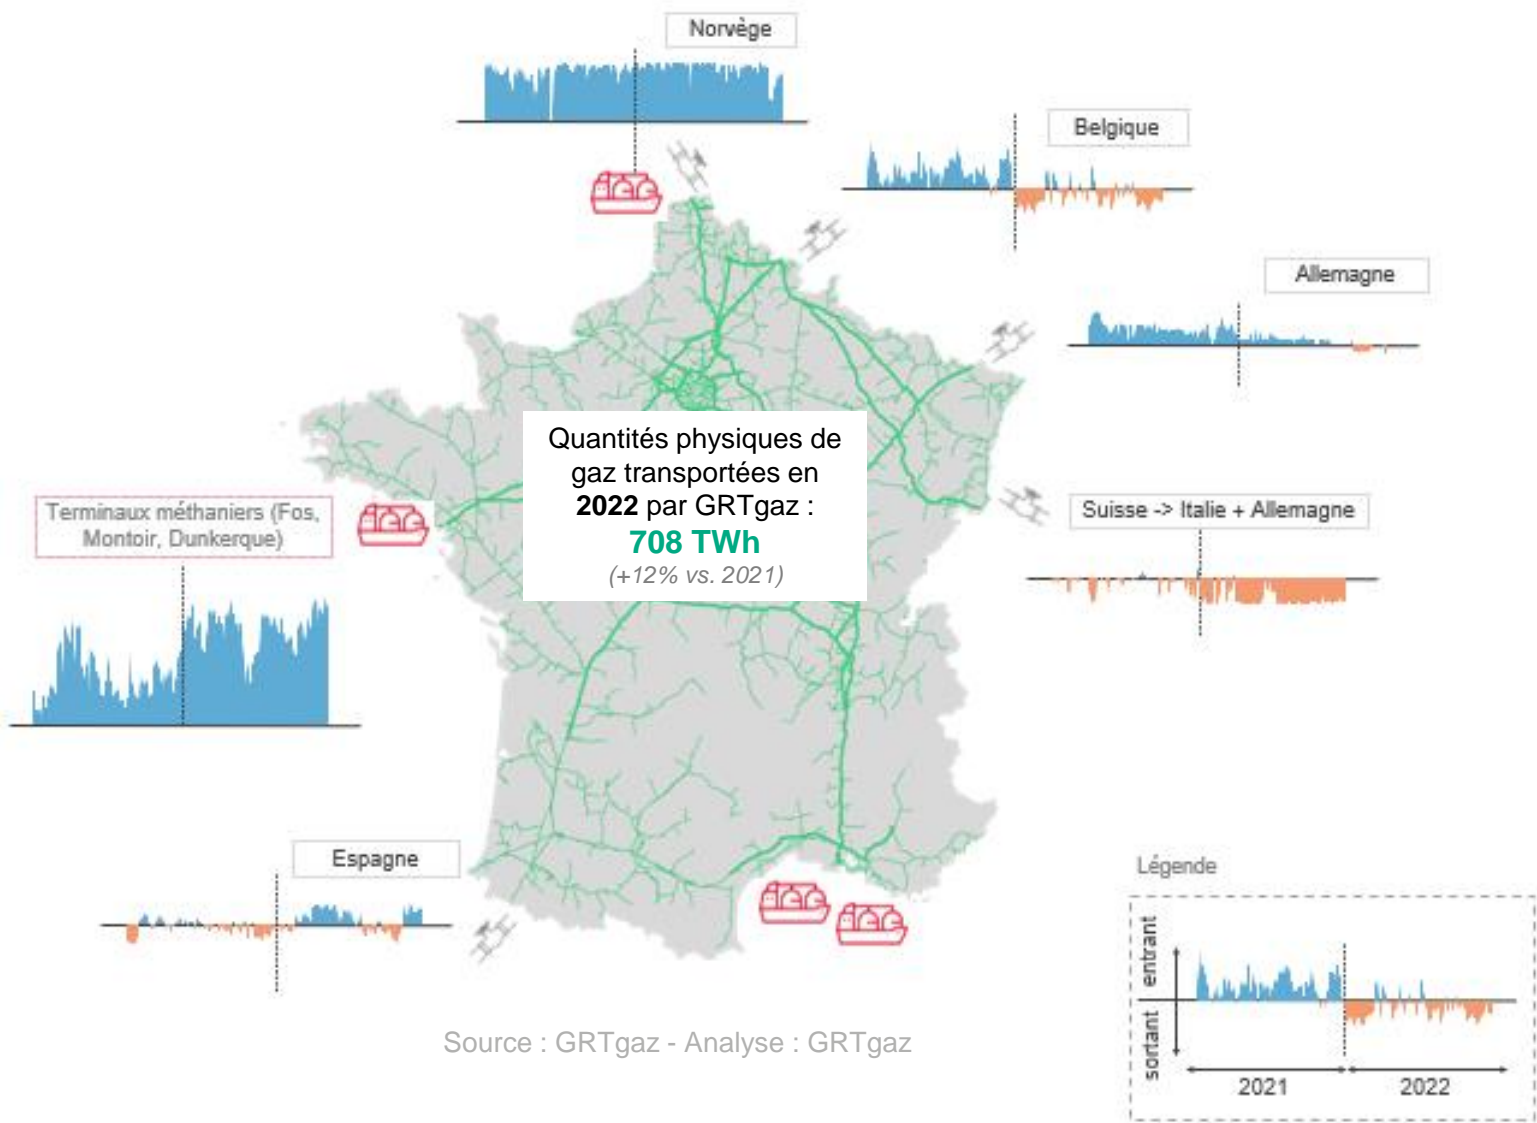 Norvège
Belgique
Allemagne
Quantités physiques de
gaz transportées en
2022 par GRTgaz :
708 TWh
(+12% vs. 2021)
Terminaux méthaniers (Fos,
Montoir, Dunkerque)
Suisse -> Italie + Allemagne
Espagne
Légende
entrant
sortant
2021
2022
Source : GRTgaz - Analyse : GRTgaz